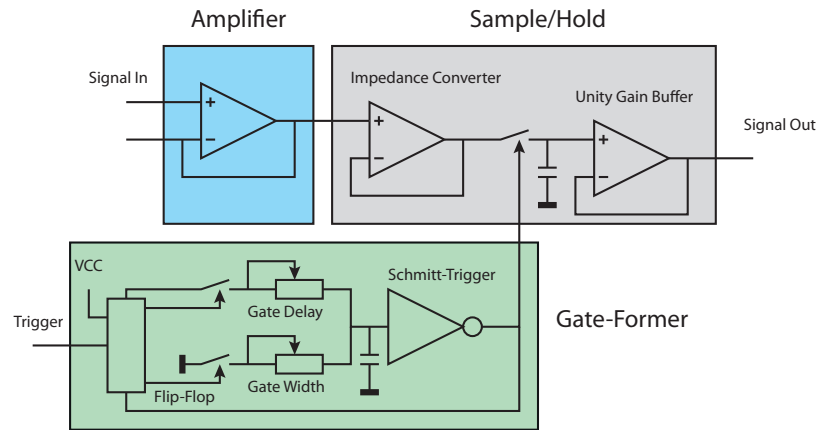 Amplifier
Sample/Hold
Signal In
+
−
Impedance Converter
+
−
Unity Gain Buffer
+
−
Signal Out
VCC
Trigger
Gate Delay
Schmitt-Trigger
Gate-Former
Flip-Flop
Gate Width